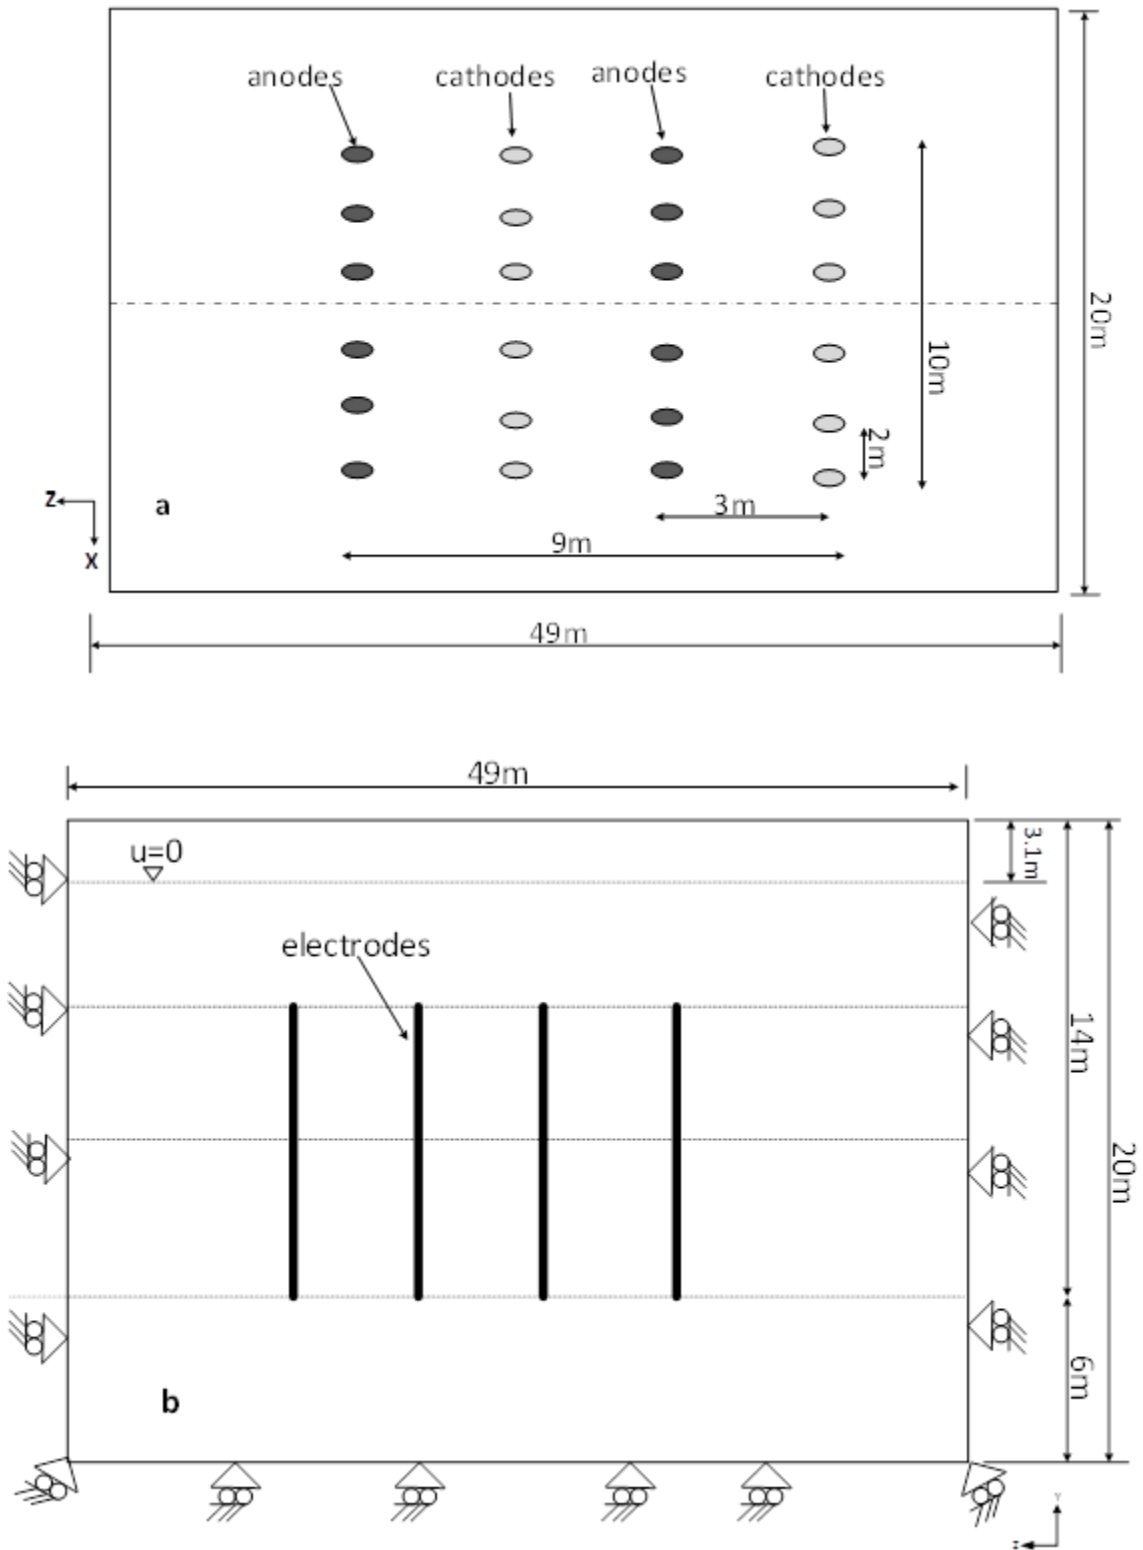 anodes
cathodes
anodes
cathodes
20m
10m
2m
3m
9m
Z
X
a
49m
49m
u=0
3.1m
electrodes
14m
20m
6m
b
Y
z